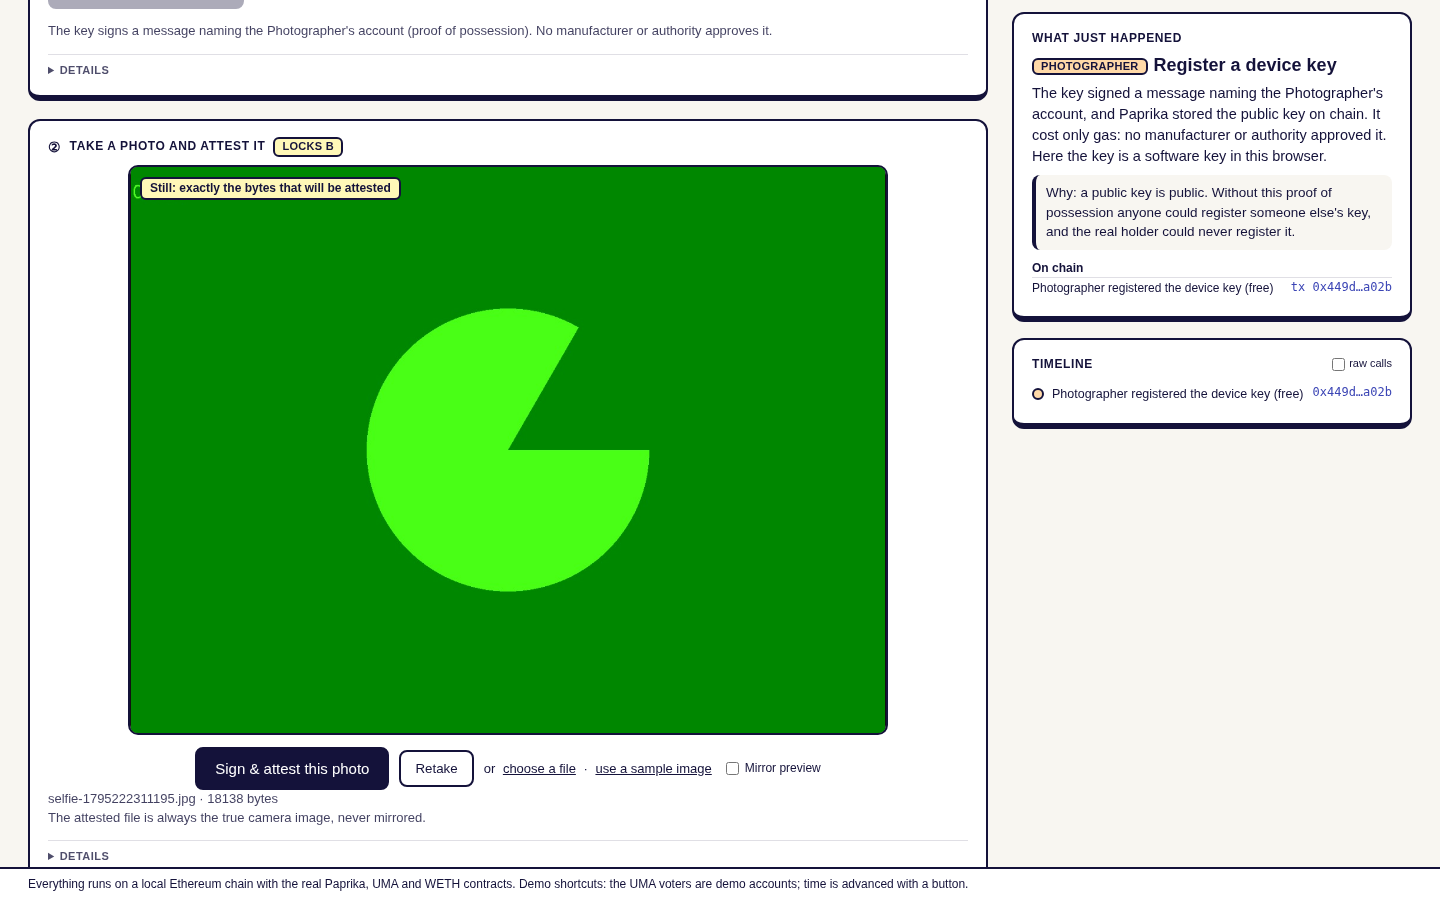 The key signs a message naming the Photographer's account (proof of possession). No manufacturer or authority approves it.
▶ DETAILS
② TAKE A PHOTO AND ATTEST IT LOCKS B
Still: exactly the bytes that will be attested
Sign & attest this photo Retake or choose a file · use a sample image Mirror preview
selfie-1795222311195.jpg · 18138 bytes
The attested file is always the true camera image, never mirrored.
▶ DETAILS
WHAT JUST HAPPENED
PHOTOGRAPHER Register a device key
The key signed a message naming the Photographer's
account, and Paprika stored the public key on chain. It
cost only gas: no manufacturer or authority approved it.
Here the key is a software key in this browser.
Why: a public key is public. Without this proof of
possession anyone could register someone else's key,
and the real holder could never register it.
On chain
Photographer registered the device key (free) tx 0x449d…a02b
TIMELINE raw calls
Photographer registered the device key (free) 0x449d…a02b
Everything runs on a local Ethereum chain with the real Paprika, UMA and WETH contracts. Demo shortcuts: the UMA voters are demo accounts; time is advanced with a button.